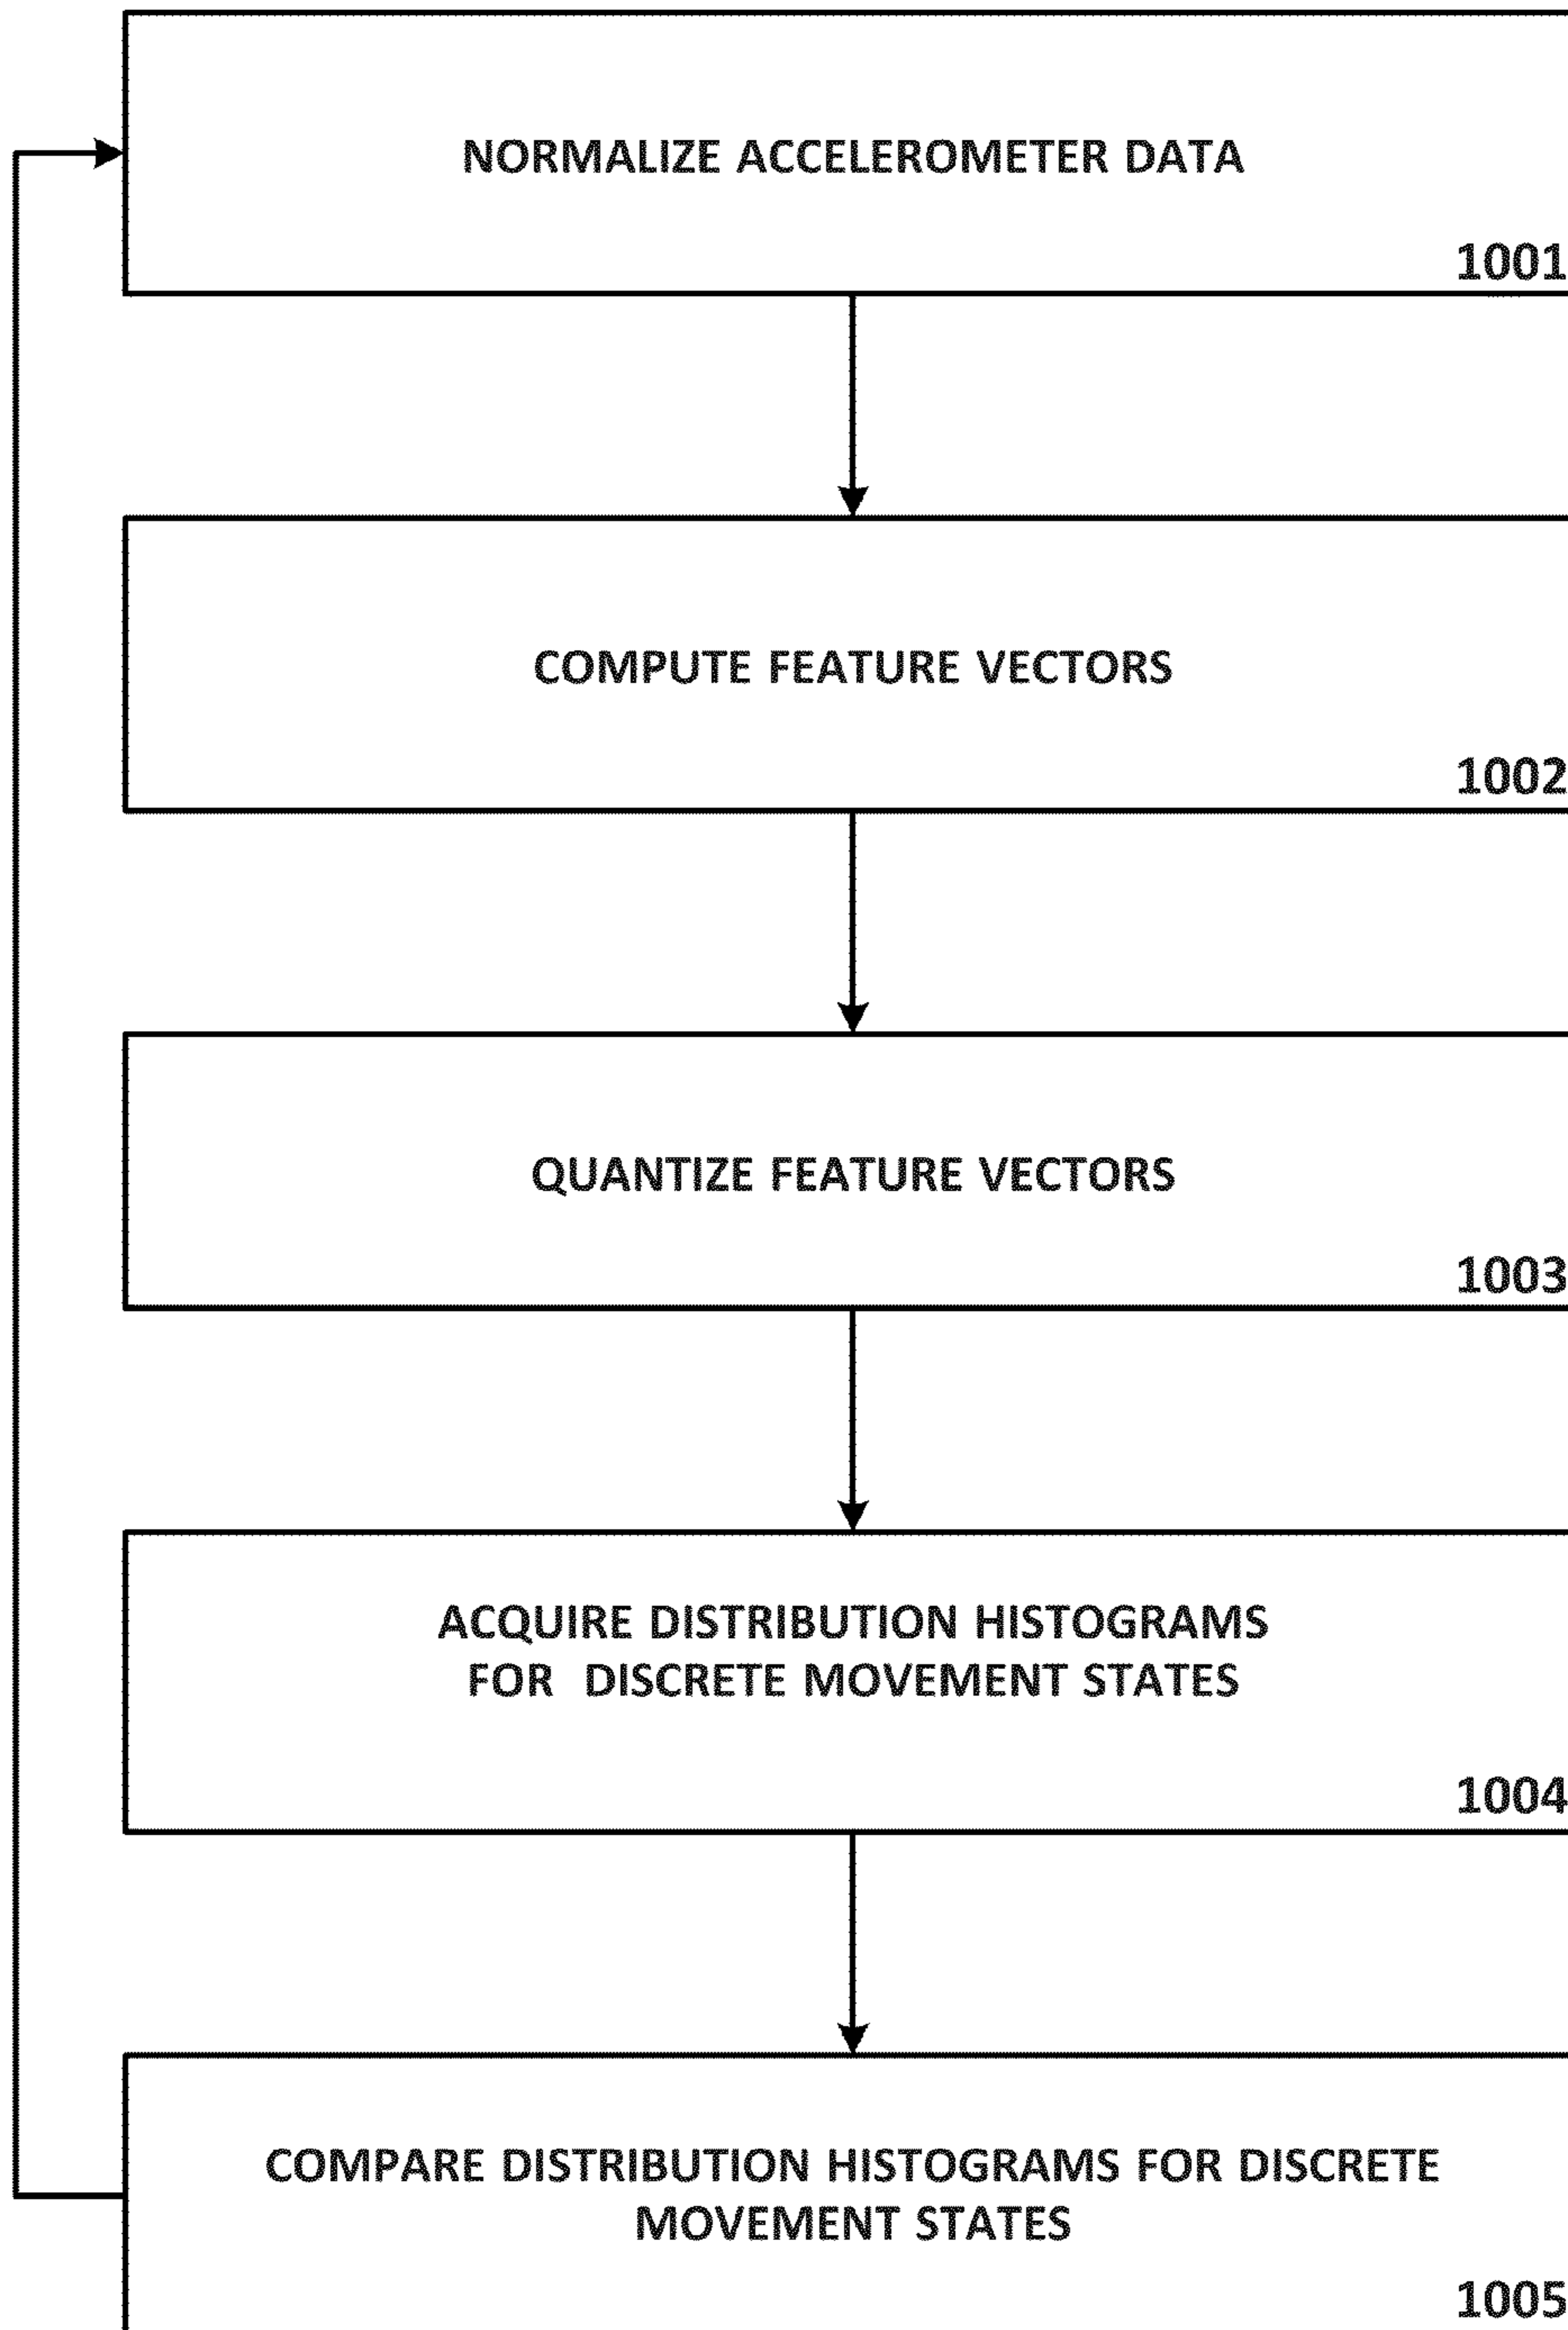 NORMALIZE ACCELEROMETER DATA
1001
COMPUTE FEATURE VECTORS
1002
QUANTIZE FEATURE VECTORS
1003
ACQUIRE DISTRIBUTION HISTOGRAMS
FOR DISCRETE MOVEMENT STATES
1004
COMPARE DISTRIBUTION HISTOGRAMS FOR DISCRETE
MOVEMENT STATES
1005